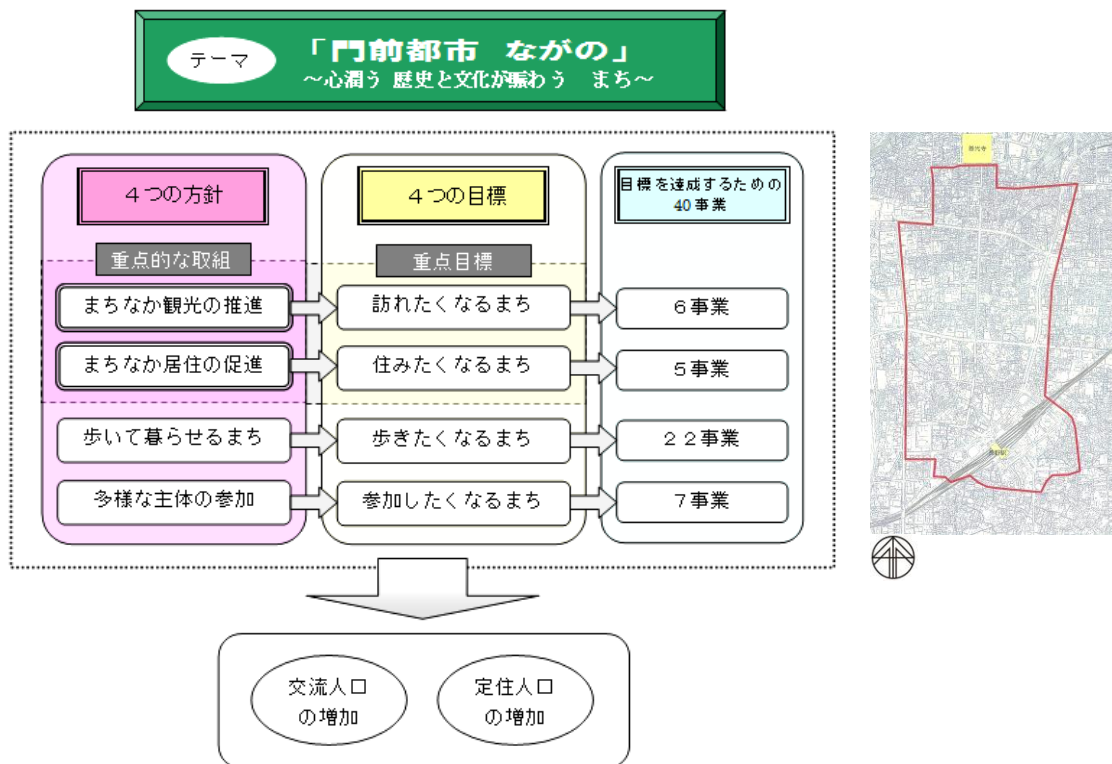 テーマ
「門前都市 ながの」
～心潤う 歴史と文化が賑わう まち～
４つの方針
４つの目標
目標を達成するための
40事業
重点的な取組
重点目標
まちなか観光の推進
訪れたくなるまち
６事業
まちなか居住の促進
住みたくなるまち
５事業
歩いて暮らせるまち
歩きたくなるまち
２２事業
多様な主体の参加
参加したくなるまち
７事業
交流人口
の増加
定住人口
の増加
善光寺